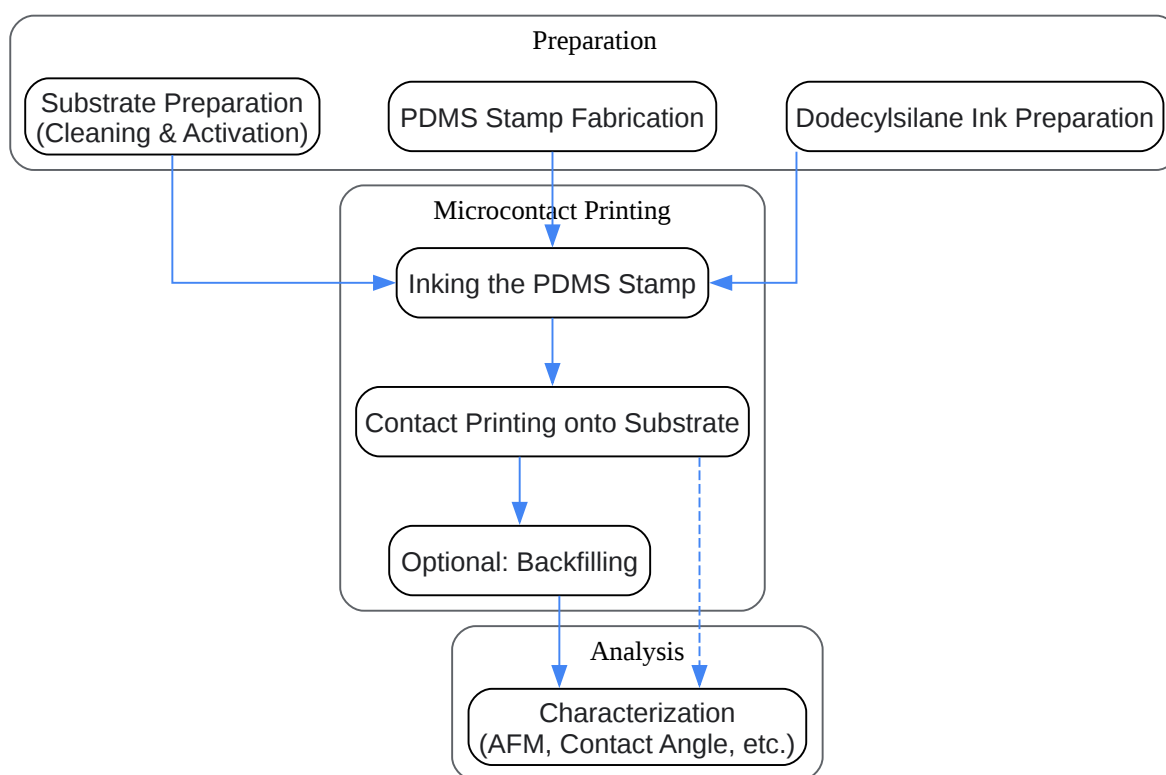 Preparation
Substrate Preparation
(Cleaning & Activation)
PDMS Stamp Fabrication
Dodecylsilane Ink Preparation
Microcontact Printing
Inking the PDMS Stamp
Contact Printing onto Substrate
Optional: Backfilling
Analysis
Characterization
(AFM, Contact Angle, etc.)